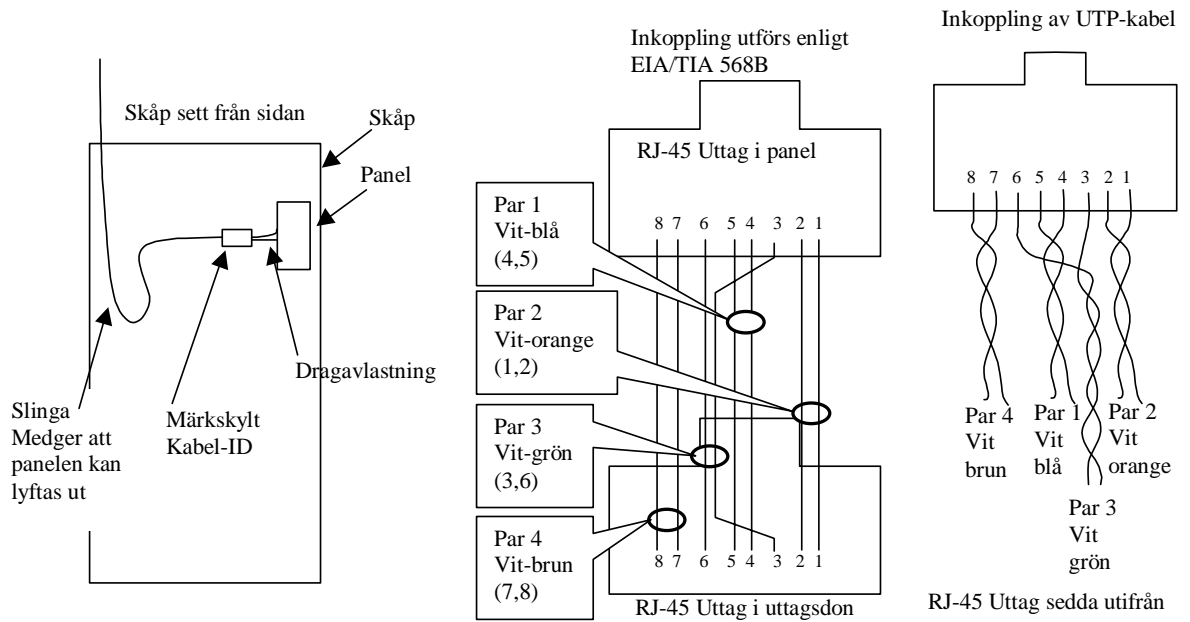 Skåp sett från sidan
Skåp
Panel
Dragavlastning
Märkskylt
Kabel-ID
Slinga
Medger att
panelen kan
lyftas ut
Inkoppling utförs enligt
EIA/TIA 568B
RJ-45 Uttag i panel
8 7 6 5 4 3 2 1
Par 1
Vit-blå
(4,5)
Par 2
Vit-orange
(1,2)
Par 3
Vit-grön
(3,6)
Par 4
Vit-brun
(7,8)
8 7 6 5 4 3 2 1
RJ-45 Uttag i uttagsdon
Inkoppling av UTP-kabel
8 7 6 5 4 3 2 1
Par 4
Vit
brun
Par 1
Vit
blå
Par 2
Vit
orange
Par 3
Vit
grön
RJ-45 Uttag sedda utifrån